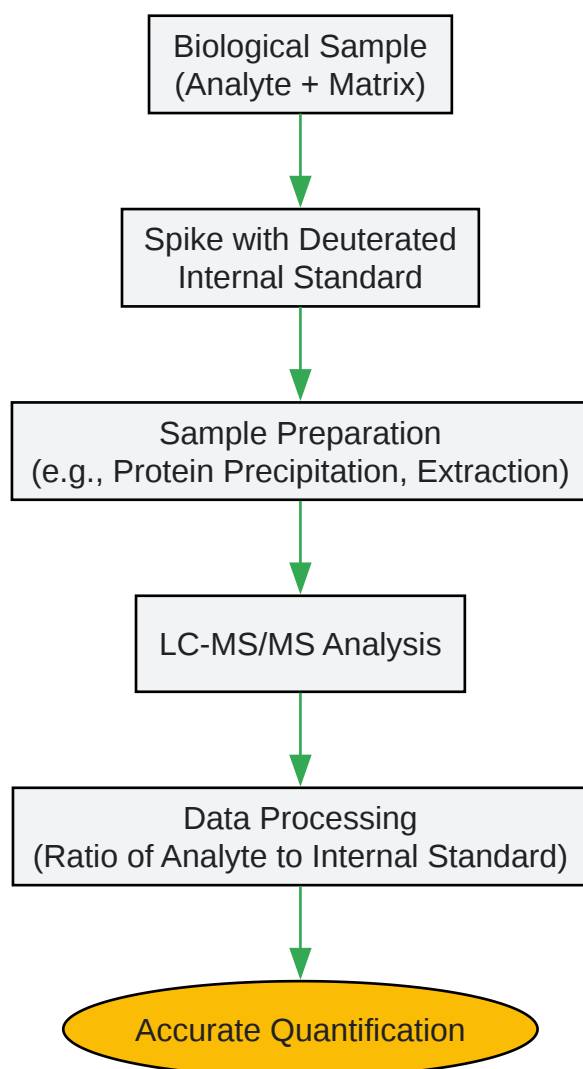 Biological Sample
(Analyte + Matrix)
Spike with Deuterated
Internal Standard
Sample Preparation
(e.g., Protein Precipitation, Extraction)
LC-MS/MS Analysis
Data Processing
(Ratio of Analyte to Internal Standard)
Accurate Quantification